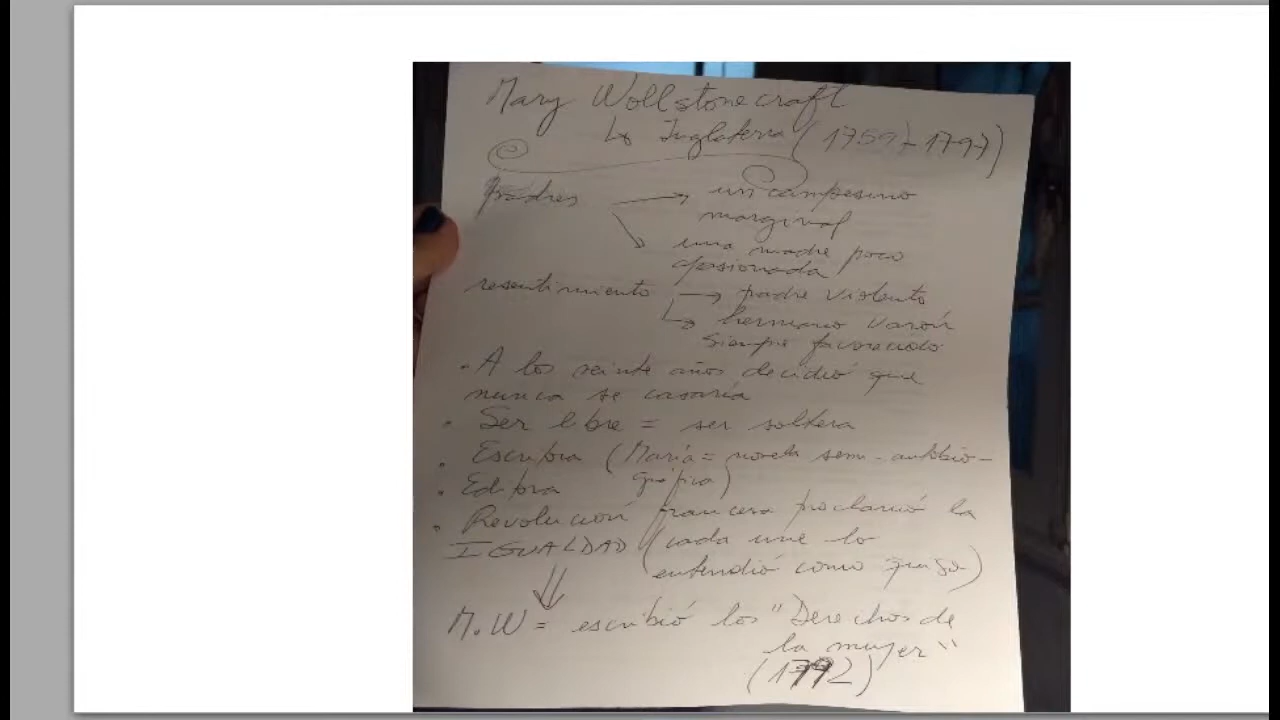 Mary Wollstonecraft
↳ Inglaterra (1759-1797)
Padres → un campesino
marginal
↘ una madre poco
apasionada
resentimiento → padre violento
↳ hermano varón
siempre favorecido
• A los veinte años decidió que
nunca se casaría
• Ser libre = ser soltera
• Escritora (María = novela semi-autobio-
gráfica)
• Editora
• Revolución francesa proclamó la
IGUALDAD (cada une lo
entendió como quiso)
⇓
M.W = escribió los "Derechos de
la mujer"
(1792)